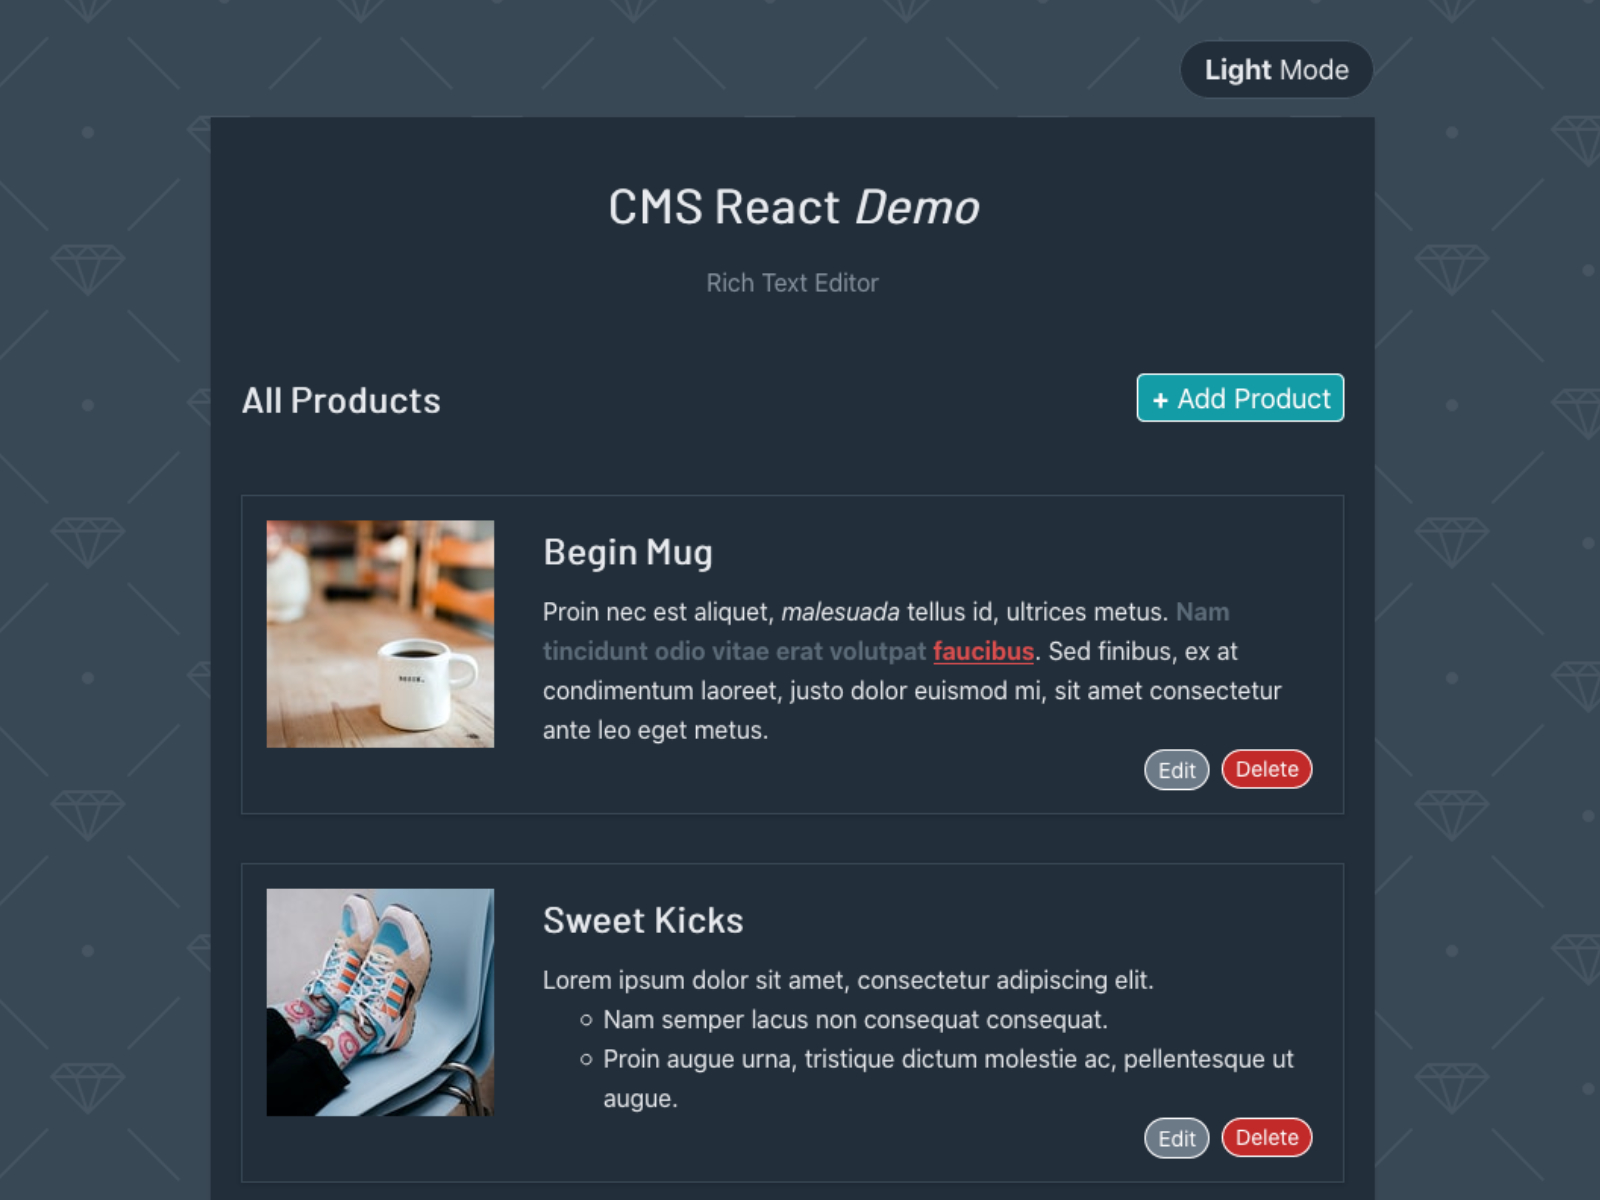 Light Mode
CMS React Demo
Rich Text Editor
All Products
+ Add Product
Begin Mug
Proin nec est aliquet, malesuada tellus id, ultrices metus. Nam
tincidunt odio vitae erat volutpat faucibus. Sed finibus, ex at
condimentum laoreet, justo dolor euismod mi, sit amet consectetur
ante leo eget metus.
Edit Delete
Sweet Kicks
Lorem ipsum dolor sit amet, consectetur adipiscing elit.
Nam semper lacus non consequat consequat.
Proin augue urna, tristique dictum molestie ac, pellentesque ut
augue.
Edit Delete